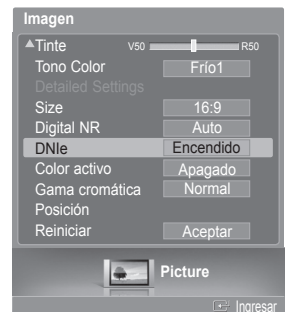 Imagen
Tinte V50 R50
Tono Color Frío1
Detailed Settings
Size 16:9
Digital NR Auto
DNIe Encendido
Color activo Apagado
Gama cromática Normal
Posición
Reiniciar Aceptar
Picture
Ingresar